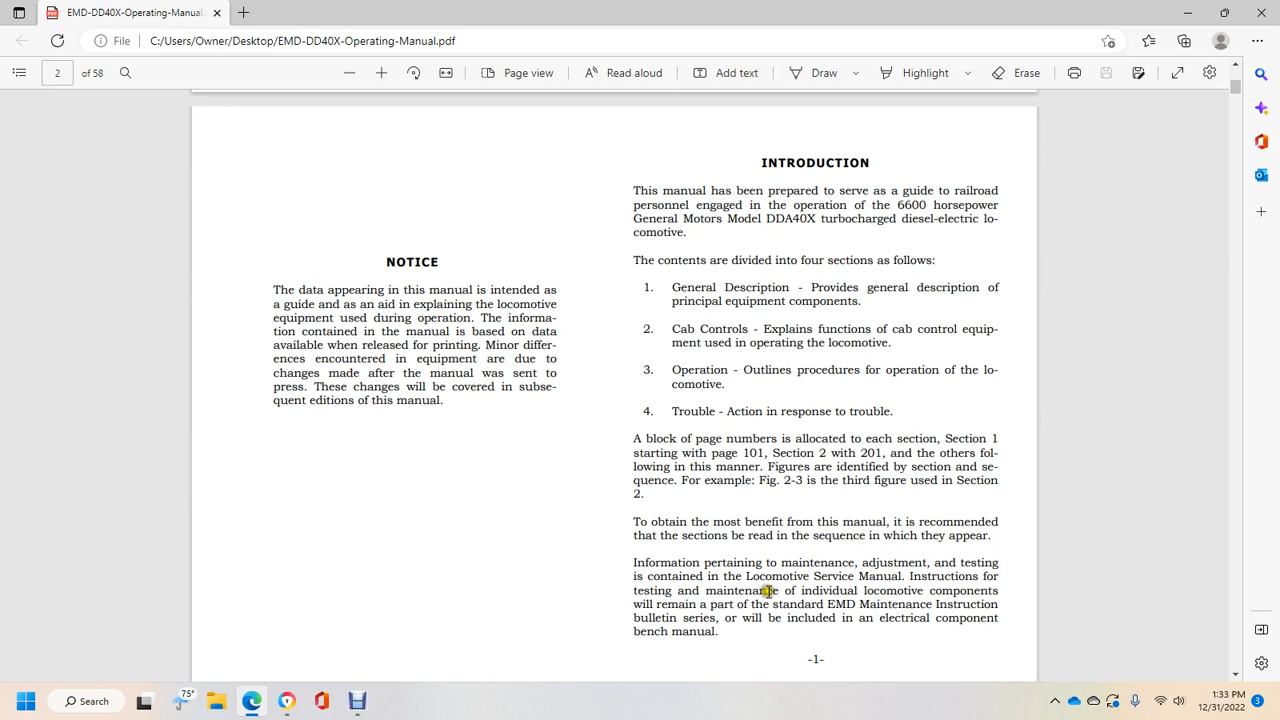 EMD-DD40X-Operating-Manual.
File
C:/Users/Owner/Desktop/EMD-DD40X-Operating-Manual.pdf
2 of 58
Page view
Read aloud
Add text
Draw
Highlight
Erase
NOTICE
The data appearing in this manual is intended as
a guide and as an aid in explaining the locomotive
equipment used during operation. The informa-
tion contained in the manual is based on data
available when released for printing. Minor differ-
ences encountered in equipment are due to
changes made after the manual was sent to
press. These changes will be covered in subse-
quent editions of this manual.
INTRODUCTION
This manual has been prepared to serve as a guide to railroad
personnel engaged in the operation of the 6600 horsepower
General Motors Model DDA40X turbocharged diesel-electric lo-
comotive.
The contents are divided into four sections as follows:
1. General Description - Provides general description of
principal equipment components.
2. Cab Controls - Explains functions of cab control equip-
ment used in operating the locomotive.
3. Operation - Outlines procedures for operation of the lo-
comotive.
4. Trouble - Action in response to trouble.
A block of page numbers is allocated to each section, Section 1
starting with page 101, Section 2 with 201, and the others fol-
lowing in this manner. Figures are identified by section and se-
quence. For example: Fig. 2-3 is the third figure used in Section
2.
To obtain the most benefit from this manual, it is recommended
that the sections be read in the sequence in which they appear.
Information pertaining to maintenance, adjustment, and testing
is contained in the Locomotive Service Manual. Instructions for
testing and maintenance of individual locomotive components
will remain a part of the standard EMD Maintenance Instruction
bulletin series, or will be included in an electrical component
bench manual.
-1-
Search
75°
1:33 PM
12/31/2022
3